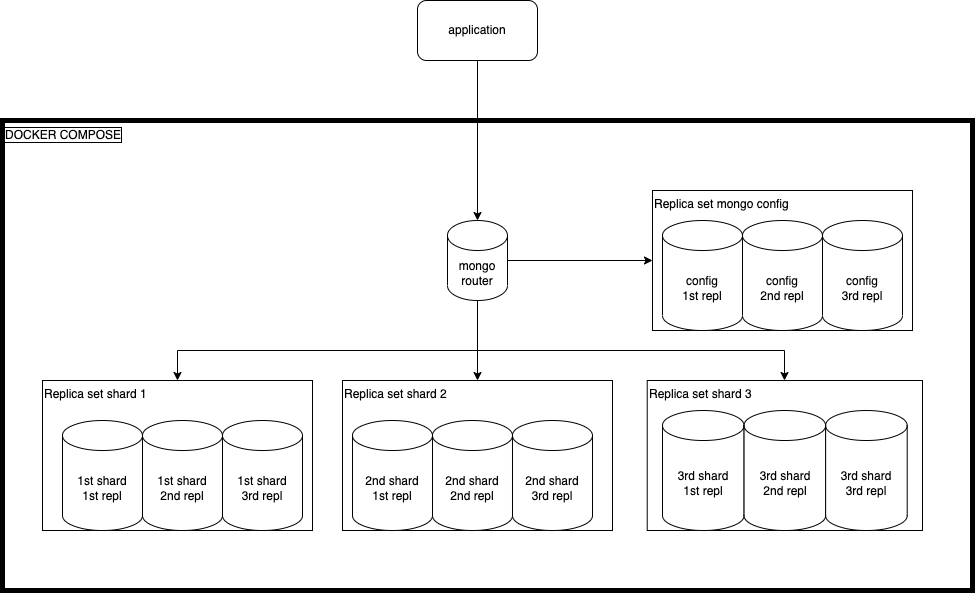 application
DOCKER COMPOSE
Replica set mongo config
mongo
router
config
1st repl
config
2nd repl
config
3rd repl
Replica set shard 1
1st shard
1st repl
1st shard
2nd repl
1st shard
3rd repl
Replica set shard 2
2nd shard
1st repl
2nd shard
2nd repl
2nd shard
3rd repl
Replica set shard 3
3rd shard
1st repl
3rd shard
2nd repl
3rd shard
3rd repl